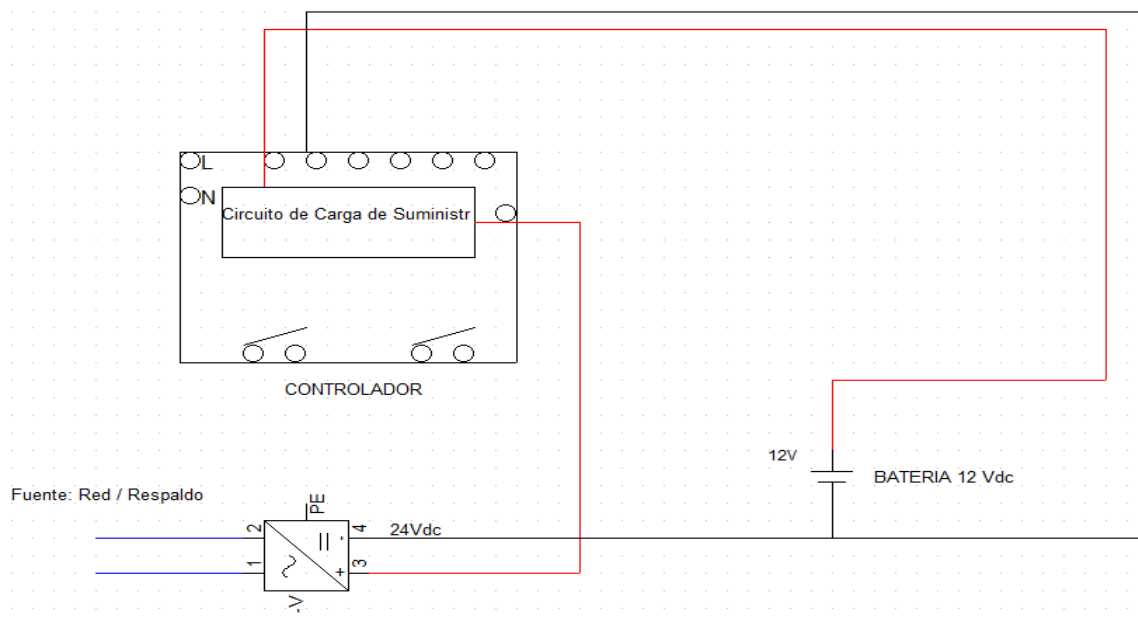 L
N
Circuito de Carga de Suministr
CONTROLADOR
12V
BATERIA 12 Vdc
Fuente: Red / Respaldo
PE
2
4
24Vdc
-
1
+
3
-V